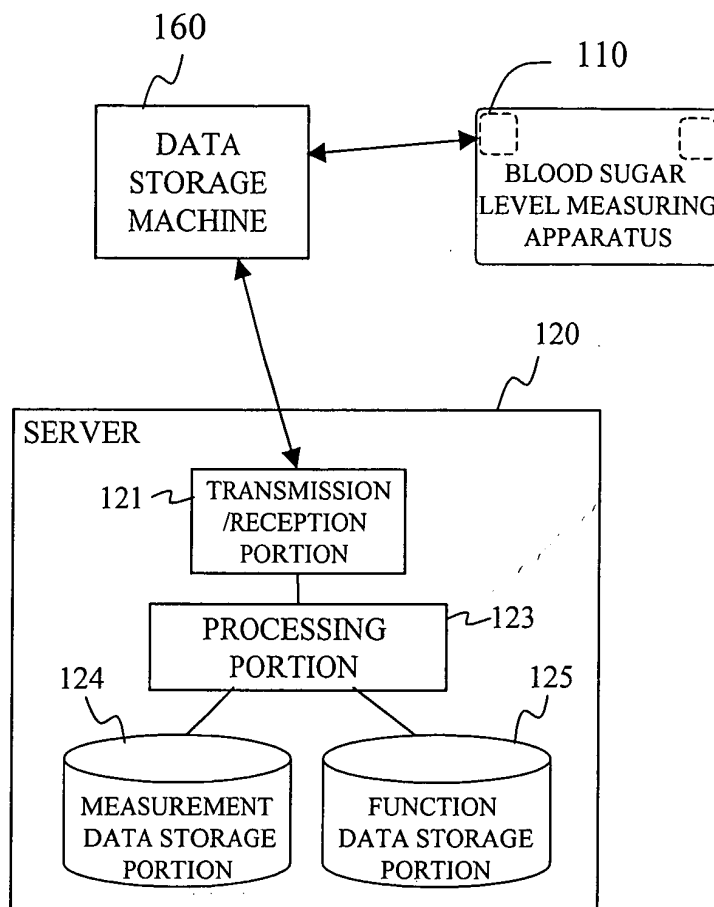 160
110
DATA
STORAGE
MACHINE
BLOOD SUGAR
LEVEL MEASURING
APPARATUS
120
SERVER
121
TRANSMISSION
/RECEPTION
PORTION
PROCESSING
PORTION
123
124
125
MEASUREMENT
DATA STORAGE
PORTION
FUNCTION
DATA STORAGE
PORTION